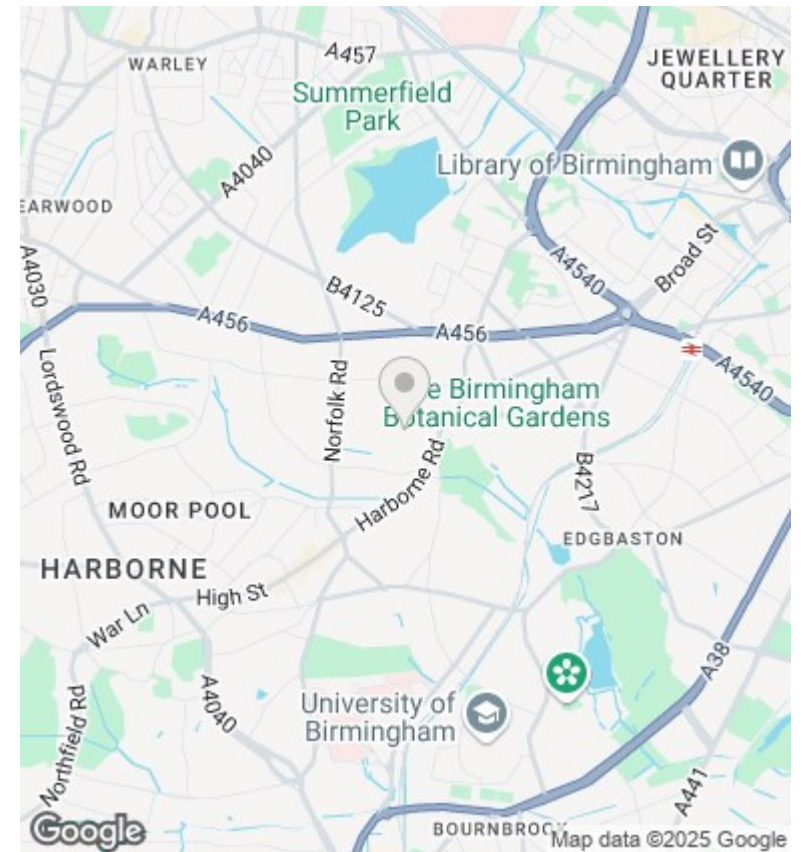 WARLEY
A457
JEWELLERY
QUARTER
Summerfield
Park
Library of Birmingham
A4040
EARWOOD
A4030
B4125
A4540
Broad St
A456
A456
A4540
Lordswood Rd
Norfolk Rd
e Birmingham
Botanical Gardens
Harborne Rd
B4217
MOOR POOL
EDGBASTON
HARBORNE
High St
War Ln
A38
A4040
University of
Birmingham
Northfield Rd
A441
BOURNBROOK
Google
Map data ©2025 Google